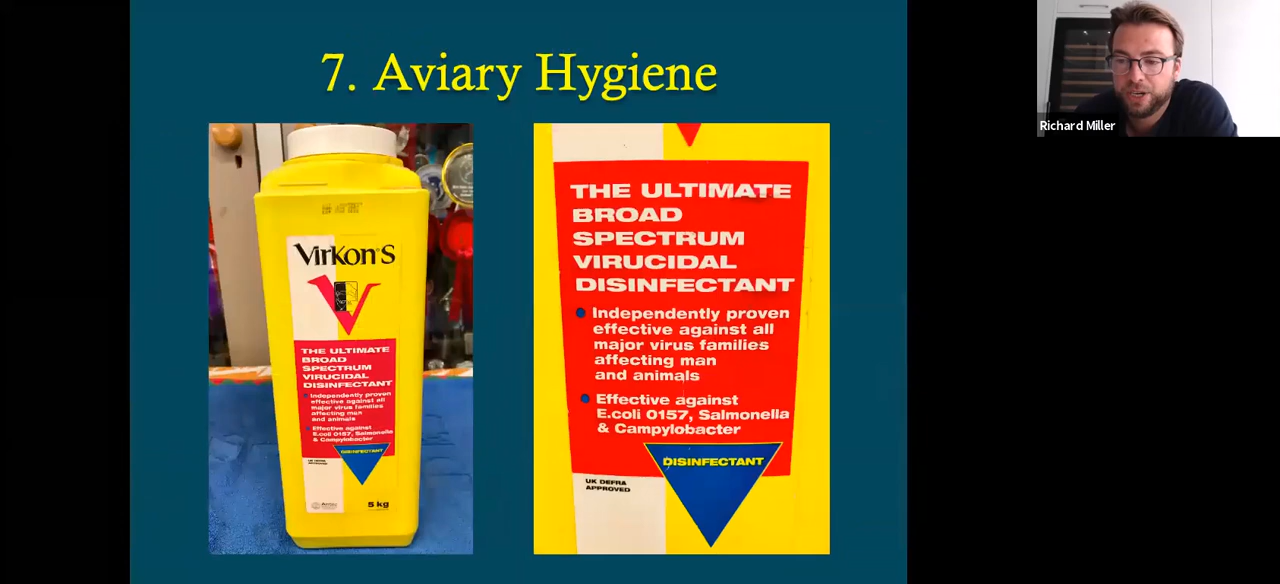 7. Aviary Hygiene
Richard Miller
Virkon®S
THE ULTIMATE
BROAD
SPECTRUM
VIRUCIDAL
DISINFECTANT
Independently proven
effective against all
major virus families
affecting man
and animals
Effective against
E.coli 0157, Salmonella
& Campylobacter
DISINFECTANT
UK DEFRA
APPROVED
5 kg
THE ULTIMATE
BROAD
SPECTRUM
VIRUCIDAL
DISINFECTANT
Independently proven
effective against all
major virus families
affecting man
and animals
Effective against
E.coli 0157, Salmonella
& Campylobacter
DISINFECTANT
UK DEFRA
APPROVED